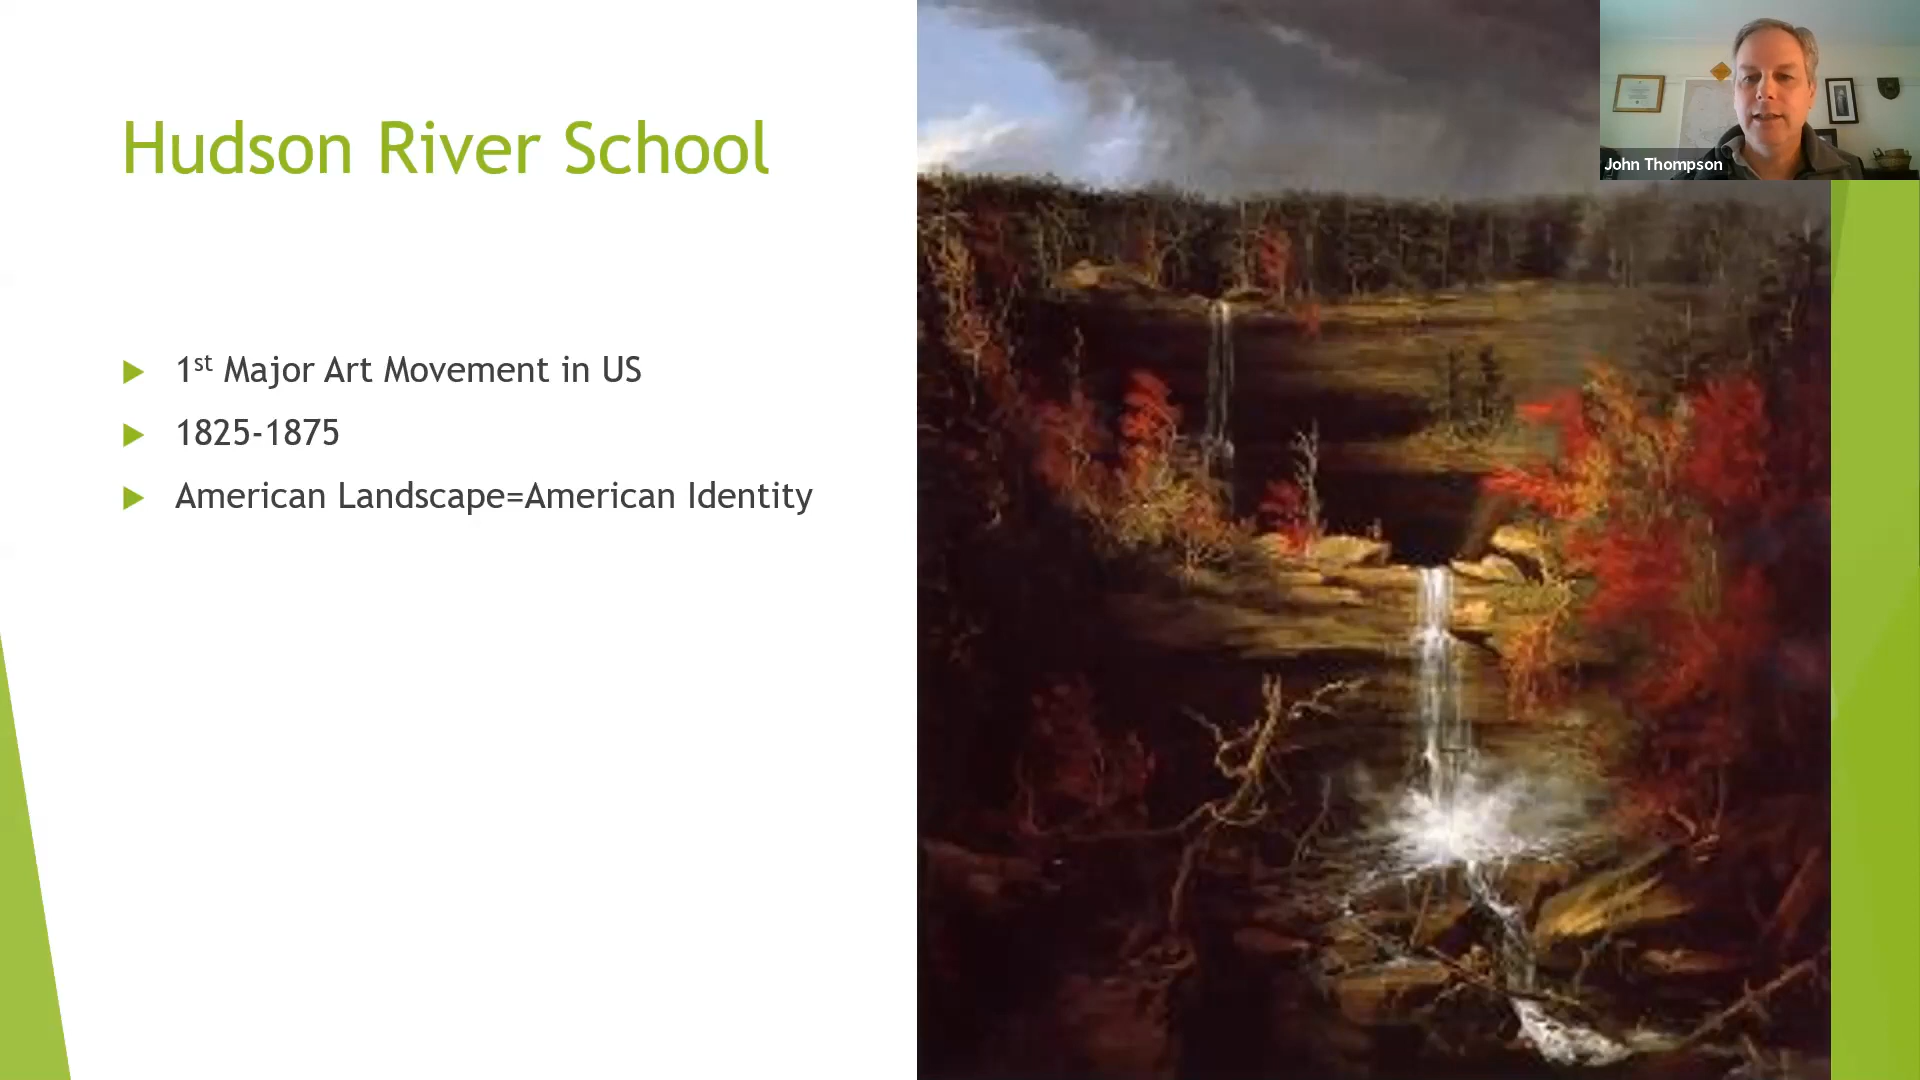 Hudson River School
1st Major Art Movement in US
1825-1875
American Landscape=American Identity
John Thompson